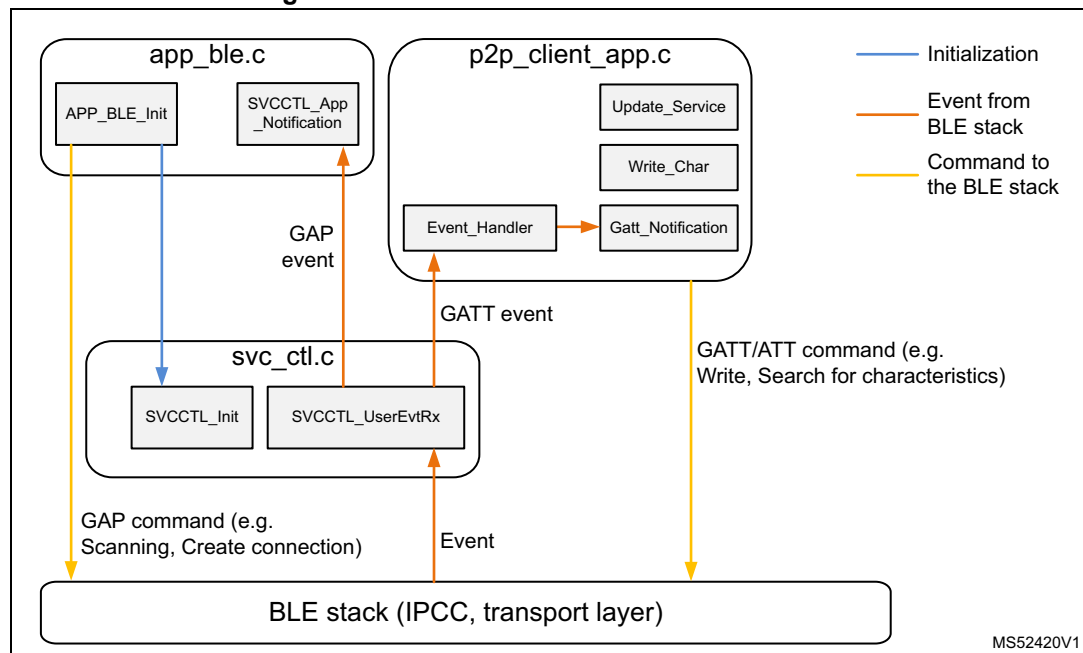 app_ble.c
APP_BLE_Init
SVCCTL_App
_Notification
p2p_client_app.c
Update_Service
Write_Char
Event_Handler
Gatt_Notification
Initialization
Event from
BLE stack
Command to
the BLE stack
GAP
event
GATT event
svc_ctl.c
SVCCTL_Init
SVCCTL_UserEvtRx
GATT/ATT command (e.g.
Write, Search for characteristics)
GAP command (e.g.
Scanning, Create connection)
Event
BLE stack (IPCC, transport layer)
MS52420V1